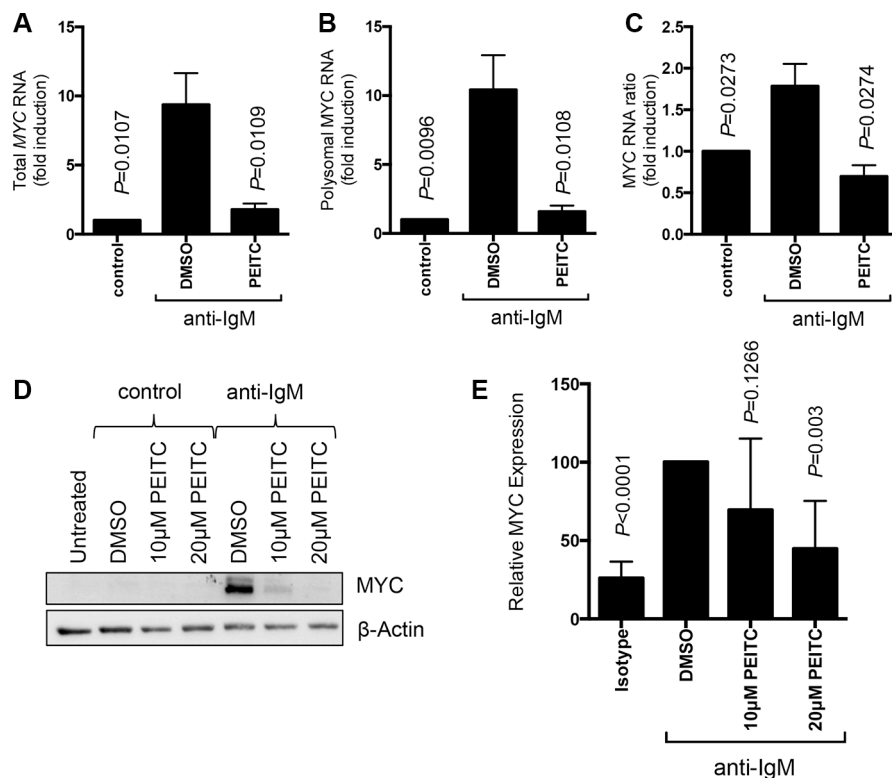 A
Total MYC RNA
(fold induction)
15
10
5
0
P=0.0107
P=0.0109
control
DMSO
PEITC
anti-IgM
B
Polysomal MYC RNA
(fold induction)
15
10
5
0
P=0.0096
P=0.0108
control
DMSO
PEITC
anti-IgM
C
MYC RNA ratio
(fold induction)
2.5
2.0
1.5
1.0
0.5
0.0
P=0.0273
P=0.0274
control
DMSO
PEITC
anti-IgM
D
control
anti-IgM
Untreated
DMSO
10µM PEITC
20µM PEITC
DMSO
10µM PEITC
20µM PEITC
MYC
β-Actin
E
Relative MYC Expression
150
100
50
0
P<0.0001
P=0.1266
P=0.003
Isotype
DMSO
10µM PEITC
20µM PEITC
anti-IgM